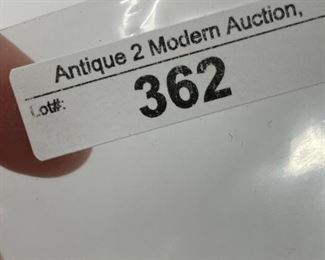 Antique 2 Modern Auction,
Lot#: 362